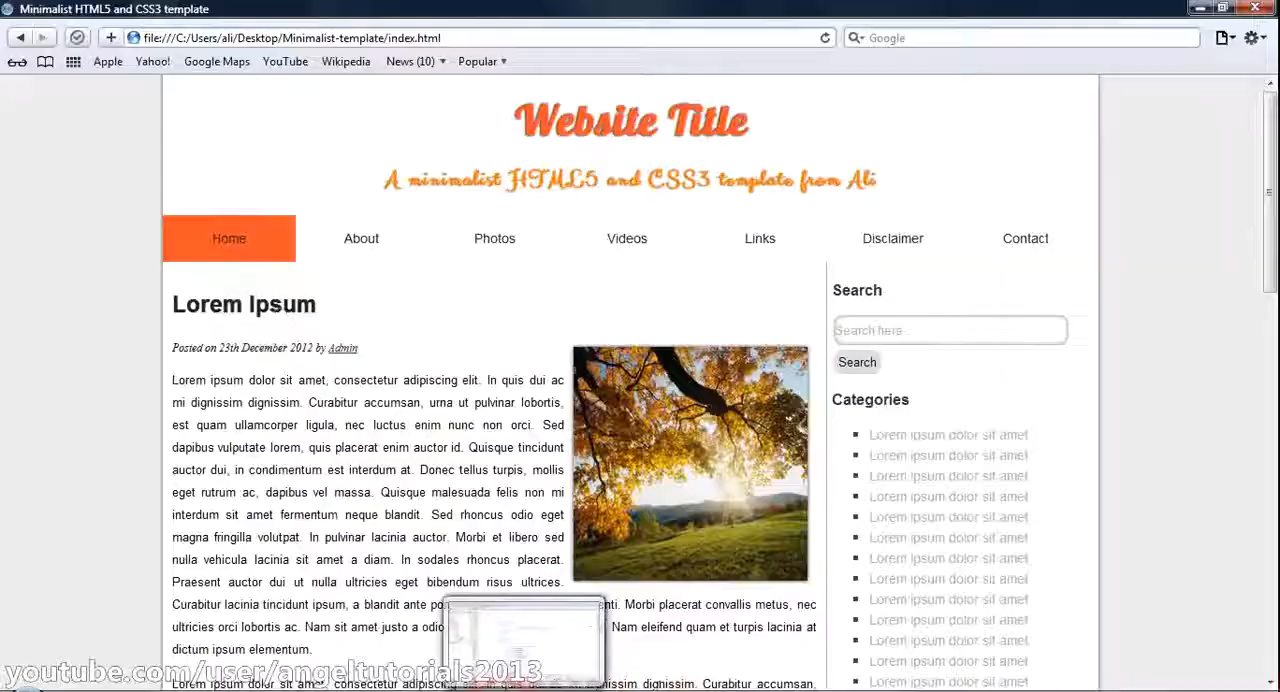 Minimalist HTML5 and CSS3 template
file:///C:/Users/ali/Desktop/Minimalist-template/index.html
Google
Apple Yahoo! Google Maps YouTube Wikipedia News (10) Popular
Website Title
A minimalist HTML5 and CSS3 template from Ali
Home About Photos Videos Links Disclaimer Contact
Lorem Ipsum
Posted on 23th December 2012 by Admin
Lorem ipsum dolor sit amet, consectetur adipiscing elit. In quis dui ac
mi dignissim dignissim. Curabitur accumsan, urna ut pulvinar lobortis,
est quam ullamcorper ligula, nec luctus enim nunc non orci. Sed
dapibus vulputate lorem, quis placerat enim auctor id. Quisque tincidunt
auctor dui, in condimentum est interdum at. Donec tellus turpis, mollis
eget rutrum ac, dapibus vel massa. Quisque malesuada felis non mi
interdum sit amet fermentum neque blandit. Sed rhoncus odio eget
magna fringilla volutpat. In pulvinar lacinia auctor. Morbi et libero sed
nulla vehicula lacinia sit amet a diam. In sodales rhoncus placerat.
Praesent auctor dui ut nulla ultricies eget bibendum risus ultrices.
Curabitur lacinia tincidunt ipsum, a blandit ante Morbi placerat convallis metus, nec
ultricies orci lobortis ac. Nam sit amet justo a odio Nam eleifend quam et turpis lacinia at
dictum ipsum elementum.
Lorem ipsum dolor sit amet, consectetur adipiscing dignissim dignissim. Curabitur accumsan,
Search
Search here
Search
Categories
Lorem ipsum dolor sit amet
Lorem ipsum dolor sit amet
Lorem ipsum dolor sit amet
Lorem ipsum dolor sit amet
Lorem ipsum dolor sit amet
Lorem ipsum dolor sit amet
Lorem ipsum dolor sit amet
Lorem ipsum dolor sit amet
Lorem ipsum dolor sit amet
Lorem ipsum dolor sit amet
Lorem ipsum dolor sit amet
Lorem ipsum dolor sit amet
Lorem ipsum dolor sit amet
youtube.com/user/angeltutorials2013